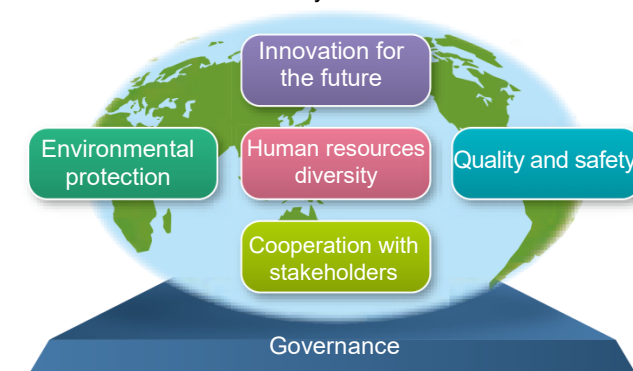 Innovation for
the future
Environmental
protection
Human resources
diversity
Quality and safety
Cooperation with
stakeholders
Governance